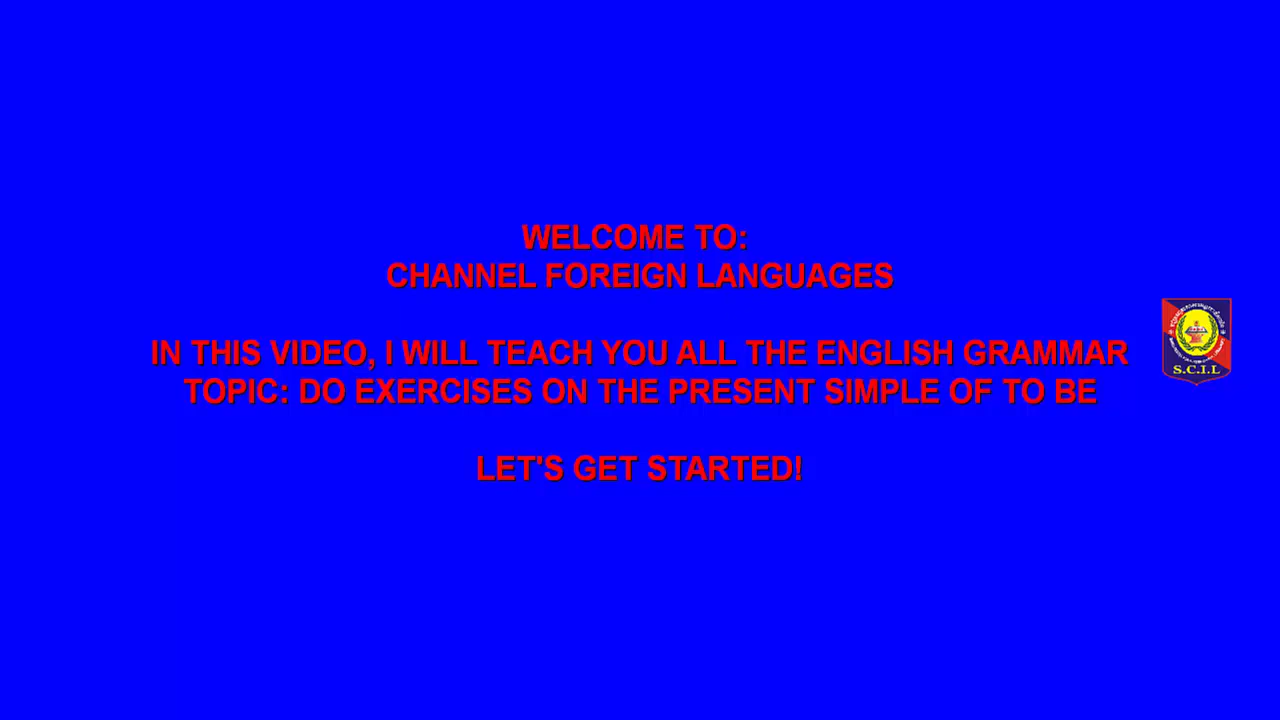 WELCOME TO:
CHANNEL FOREIGN LANGUAGES
IN THIS VIDEO, I WILL TEACH YOU ALL THE ENGLISH GRAMMAR
TOPIC: DO EXERCISES ON THE PRESENT SIMPLE OF TO BE
LET'S GET STARTED!
S.C.I.L